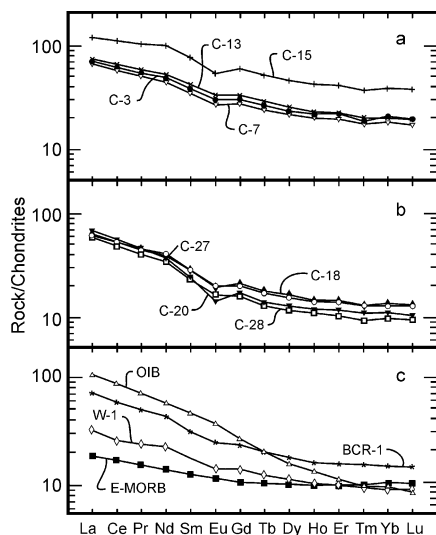 Rock/Chondrites
a
100
10
C-13
C-15
C-3
C-7
b
100
10
C-27
C-18
C-20
C-28
c
100
10
OIB
W-1
BCR-1
E-MORB
La Ce Pr Nd Sm Eu Gd Tb Dy Ho Er Tm Yb Lu